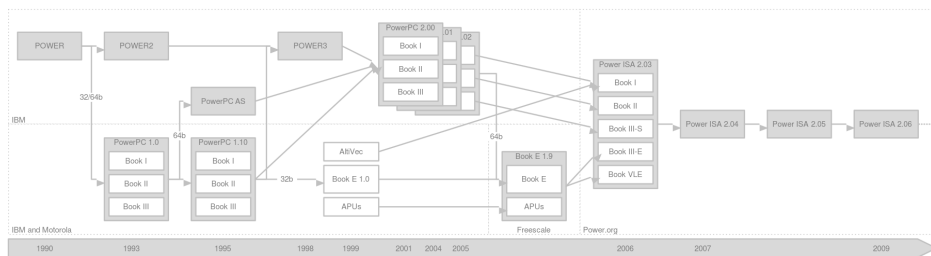 POWER
POWER2
POWER3
PowerPC 2.00
.01
.02
Book I
Book II
Book III
Power ISA 2.03
Book I
Book II
Book III-S
Book III-E
Book VLE
32/64b
PowerPC AS
IBM
64b
Power ISA 2.04
Power ISA 2.05
Power ISA 2.06
PowerPC 1.0
Book I
Book II
Book III
PowerPC 1.10
Book I
Book II
Book III
32b
AltiVec
Book E 1.0
APUs
64b
Book E 1.9
Book E
APUs
IBM and Motorola
Freescale
Power.org
1990
1993
1995
1998
1999
2001
2004
2005
2006
2007
2009